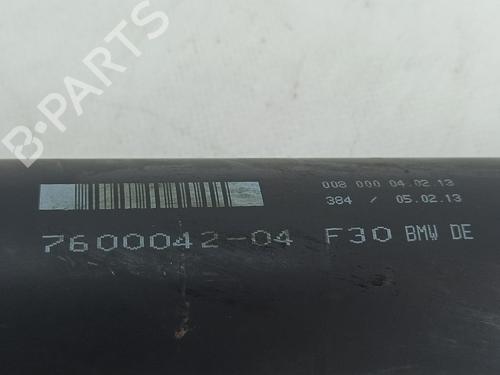 B-PARTS
008 000 04.02.13
384 / 05.02.13
7600042-04 F30 BMW DE